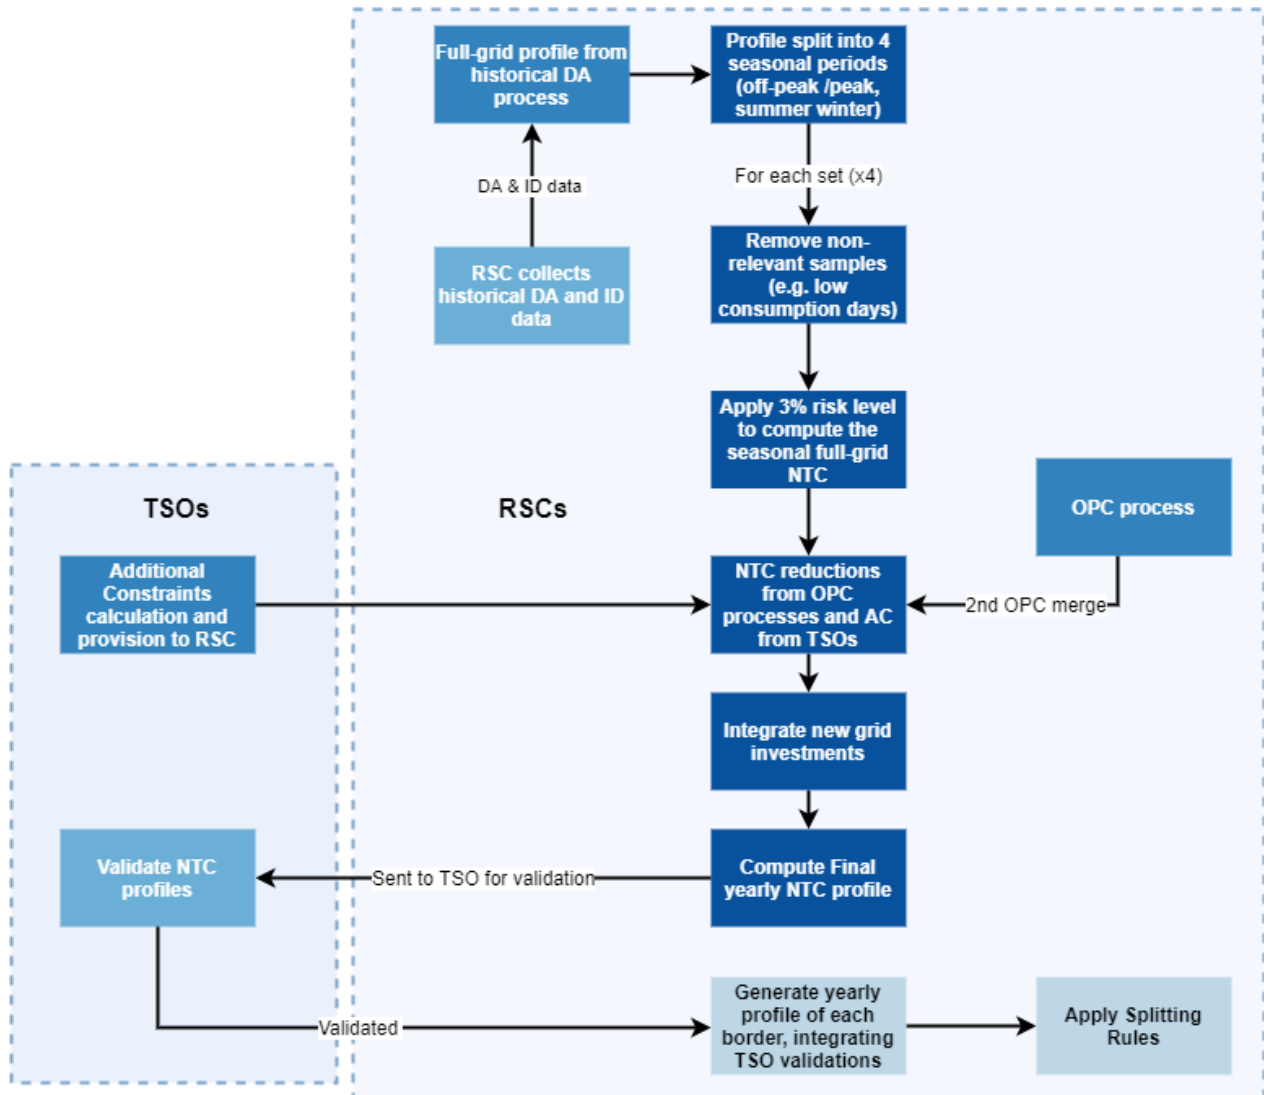 Full-grid profile from
historical DA
process
Profile split into 4
seasonal periods
(off-peak /peak,
summer winter)
DA & ID data
For each set (x4)
RSC collects
historical DA and ID
data
Remove non-
relevant samples
(e.g. low
consumption days)
Apply 3% risk level
to compute the
seasonal full-grid
NTC
TSOs
RSCs
OPC process
Additional
Constraints
calculation and
provision to RSC
NTC reductions
from OPC
processes and AC
from TSOs
2nd OPC merge
Integrate new grid
investments
Validate NTC
profiles
Sent to TSO for validation
Compute Final
yearly NTC profile
Validated
Generate yearly
profile of each
border, integrating
TSO validations
Apply Splitting
Rules